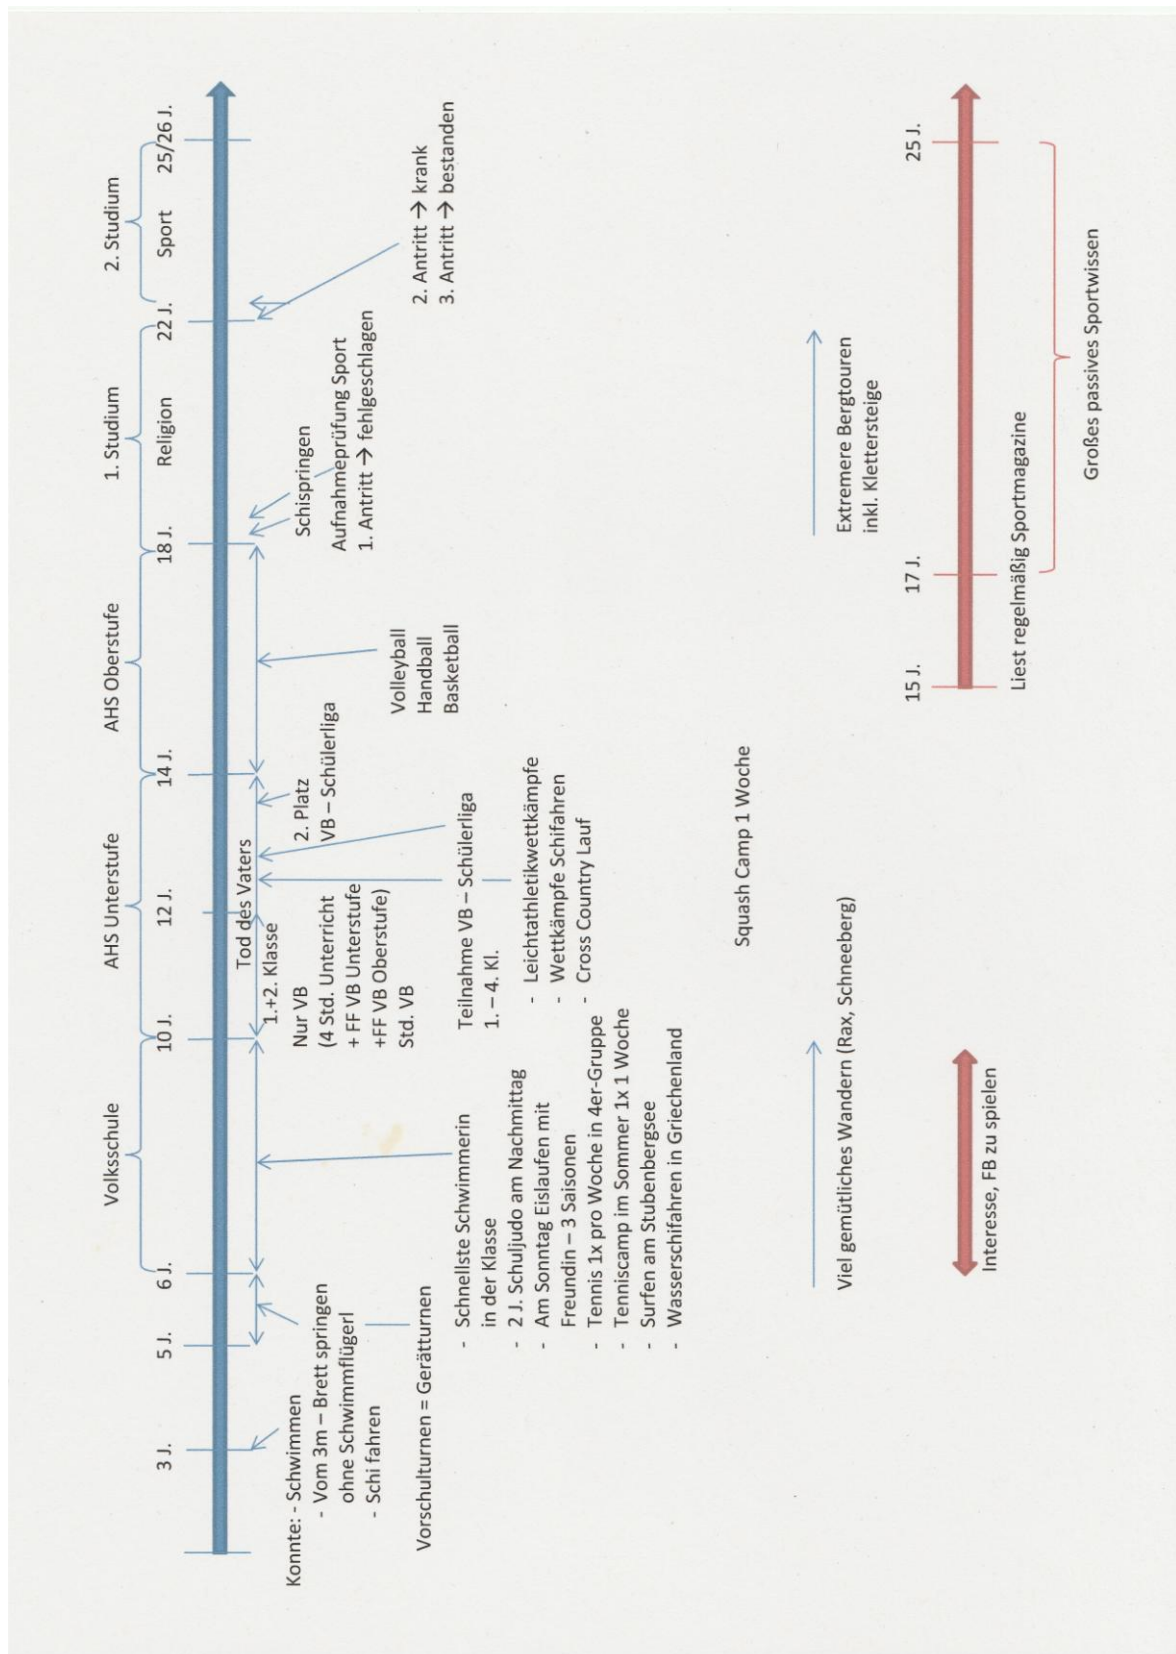 Volksschule
AHS Unterstufe
AHS Oberstufe
1. Studium
2. Studium
3 J.
5 J.
6 J.
10 J.
12 J.
14 J.
18 J.
Religion
22 J.
Sport
25/26 J.
Konnte: - Schwimmen
- Vom 3m – Brett springen
ohne Schwimmflügerl
- Schi fahren
Vorschulturnen = Gerätturnen
- Schnellste Schwimmerin
in der Klasse
- 2 J. Schuljudo am Nachmittag
- Am Sonntag Eislaufen mit
Freundin – 3 Saisonen
- Tennis 1x pro Woche in 4er-Gruppe
- Tenniscamp im Sommer 1x 1 Woche
- Surfen am Stubenbergsee
- Wasserschifahren in Griechenland
Tod des Vaters
1.+2. Klasse
Nur VB
(4 Std. Unterricht
+ FF VB Unterstufe
+FF VB Oberstufe)
Std. VB
2. Platz
VB – Schülerliga
Teilnahme VB – Schülerliga
1. – 4. Kl.
- Leichtathletikwettkämpfe
- Wettkämpfe Schifahren
- Cross Country Lauf
Volleyball
Handball
Basketball
Schispringen
Aufnahmeprüfung Sport
1. Antritt → fehlgeschlagen
2. Antritt → krank
3. Antritt → bestanden
Squash Camp 1 Woche
Viel gemütliches Wandern (Rax, Schneeberg)
Extremere Bergtouren
inkl. Klettersteige
Interesse, FB zu spielen
15 J.
17 J.
25 J.
Liest regelmäßig Sportmagazine
Großes passives Sportwissen